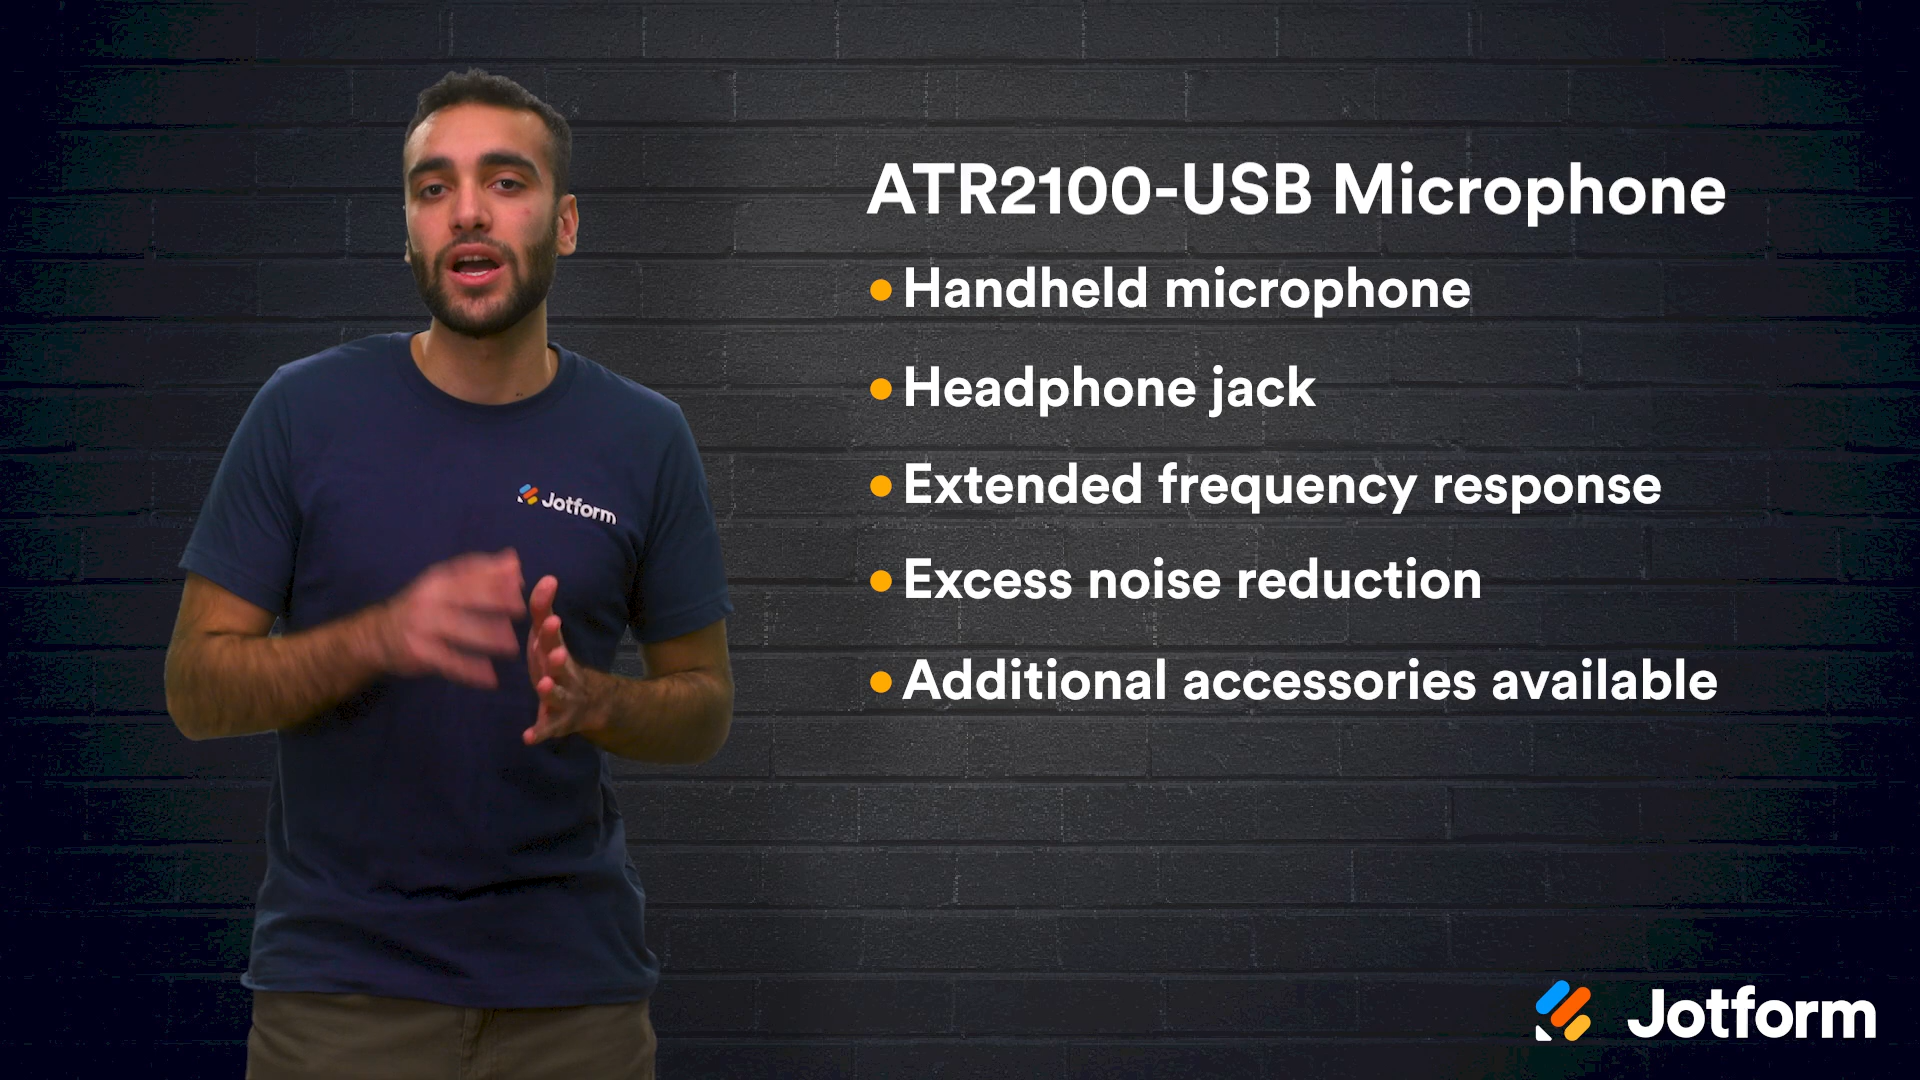 ATR2100-USB Microphone
Handheld microphone
Headphone jack
Extended frequency response
Excess noise reduction
Additional accessories available
Jotform
Jotform